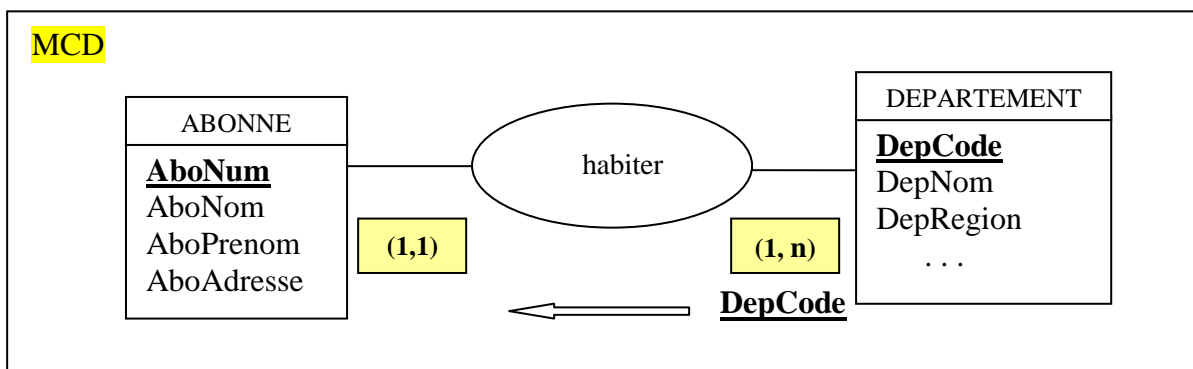 MCD
ABONNE
AboNum
AboNom
AboPrenom
AboAdresse
(1,1)
habiter
(1, n)
DepCode
DEPARTEMENT
DepCode
DepNom
DepRegion
. . .